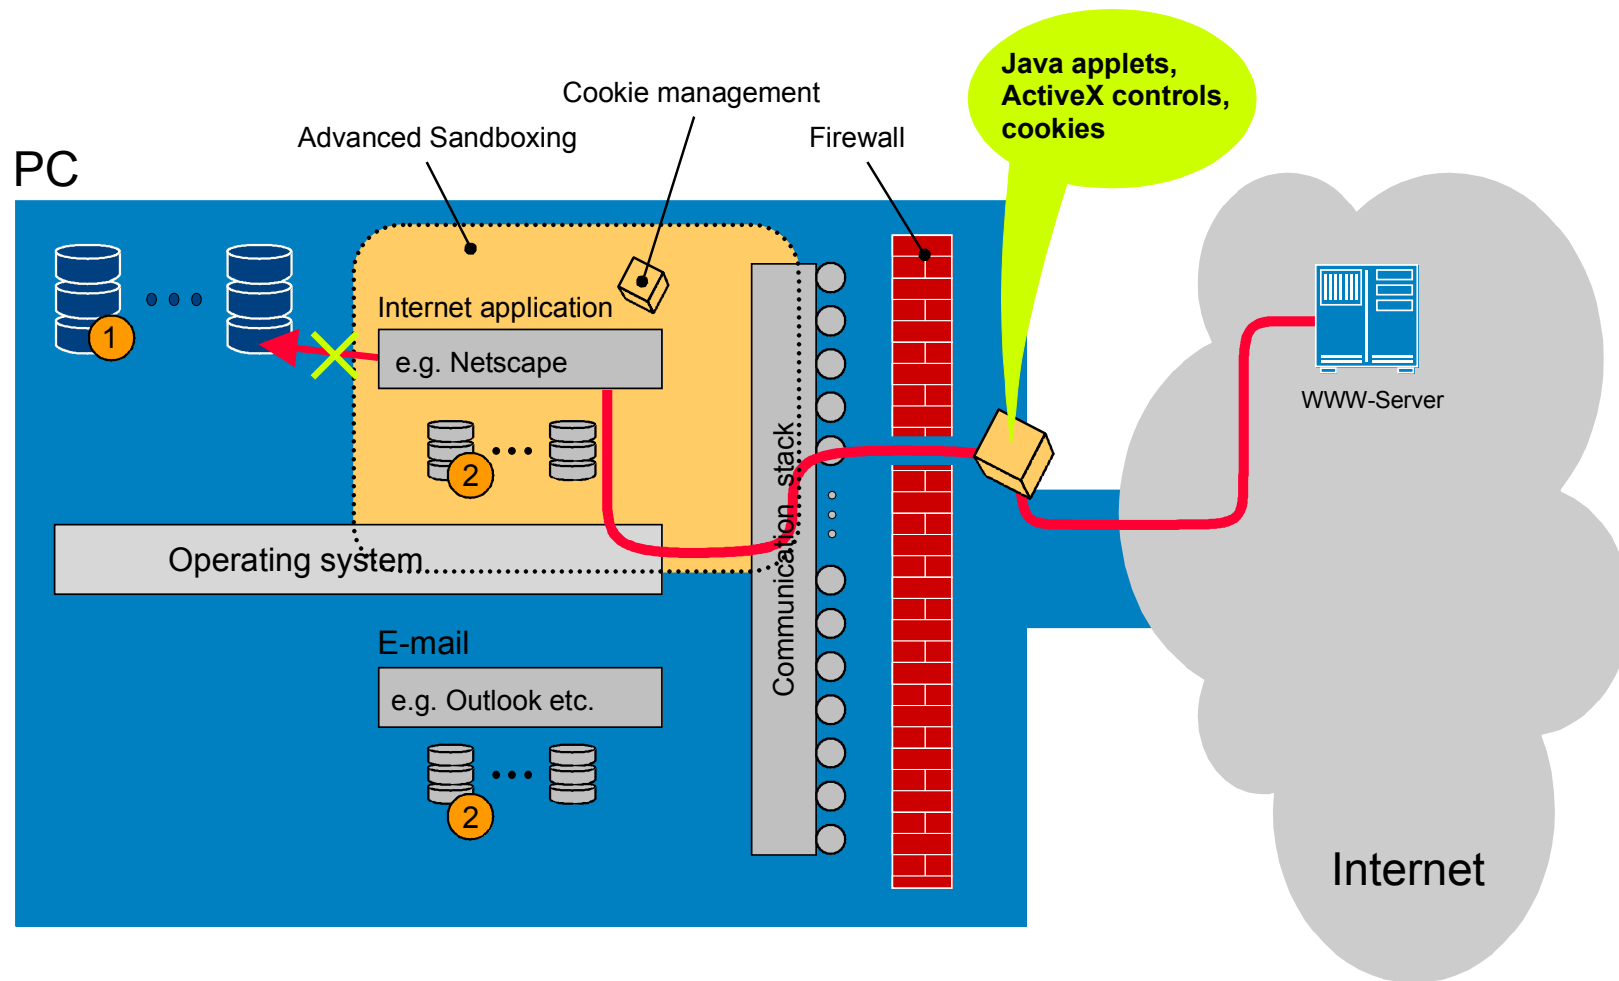 Java applets,
ActiveX controls,
cookies
Cookie management
Advanced Sandboxing
Firewall
PC
Internet application
1
e.g. Netscape
WWW-Server
2
Communication stack
Operating system
E-mail
e.g. Outlook etc.
2
Internet